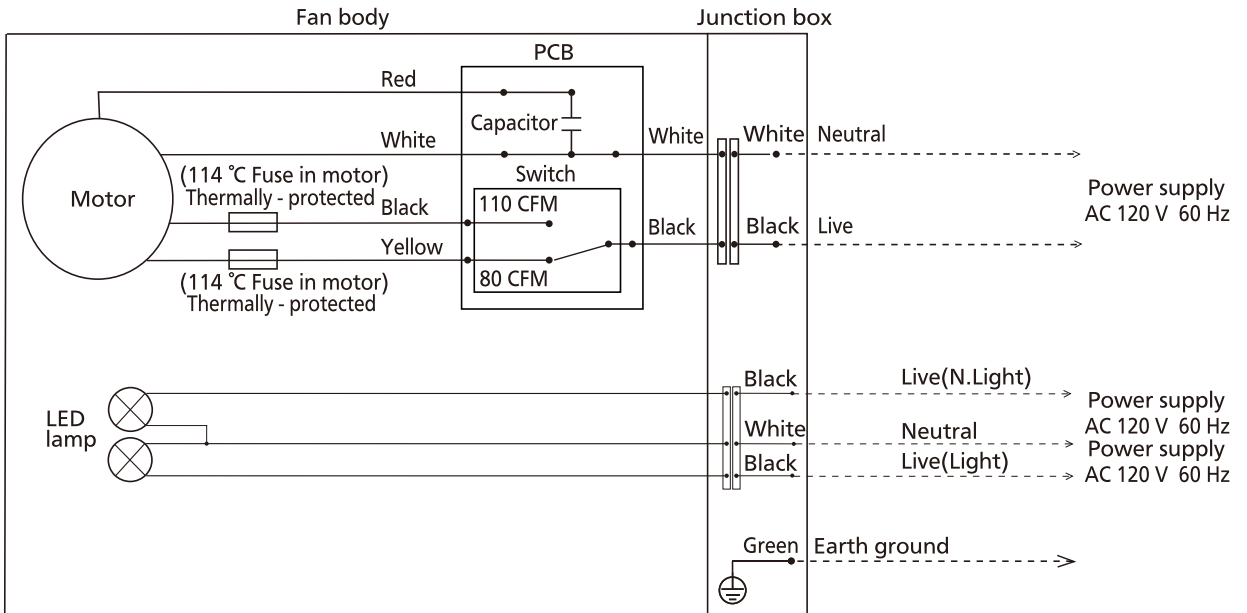 Fan body
Junction box
PCB
Red
Capacitor
White
White
White
Neutral
(114 ℃ Fuse in motor)
Thermally - protected
Switch
Motor
Black
110 CFM
Power supply
AC 120 V 60 Hz
Black
Black
Live
Yellow
80 CFM
(114 ℃ Fuse in motor)
Thermally - protected
Black
Live(N.Light)
LED
lamp
Power supply
AC 120 V 60 Hz
White
Neutral
Power supply
AC 120 V 60 Hz
Black
Live(Light)
Green
Earth ground